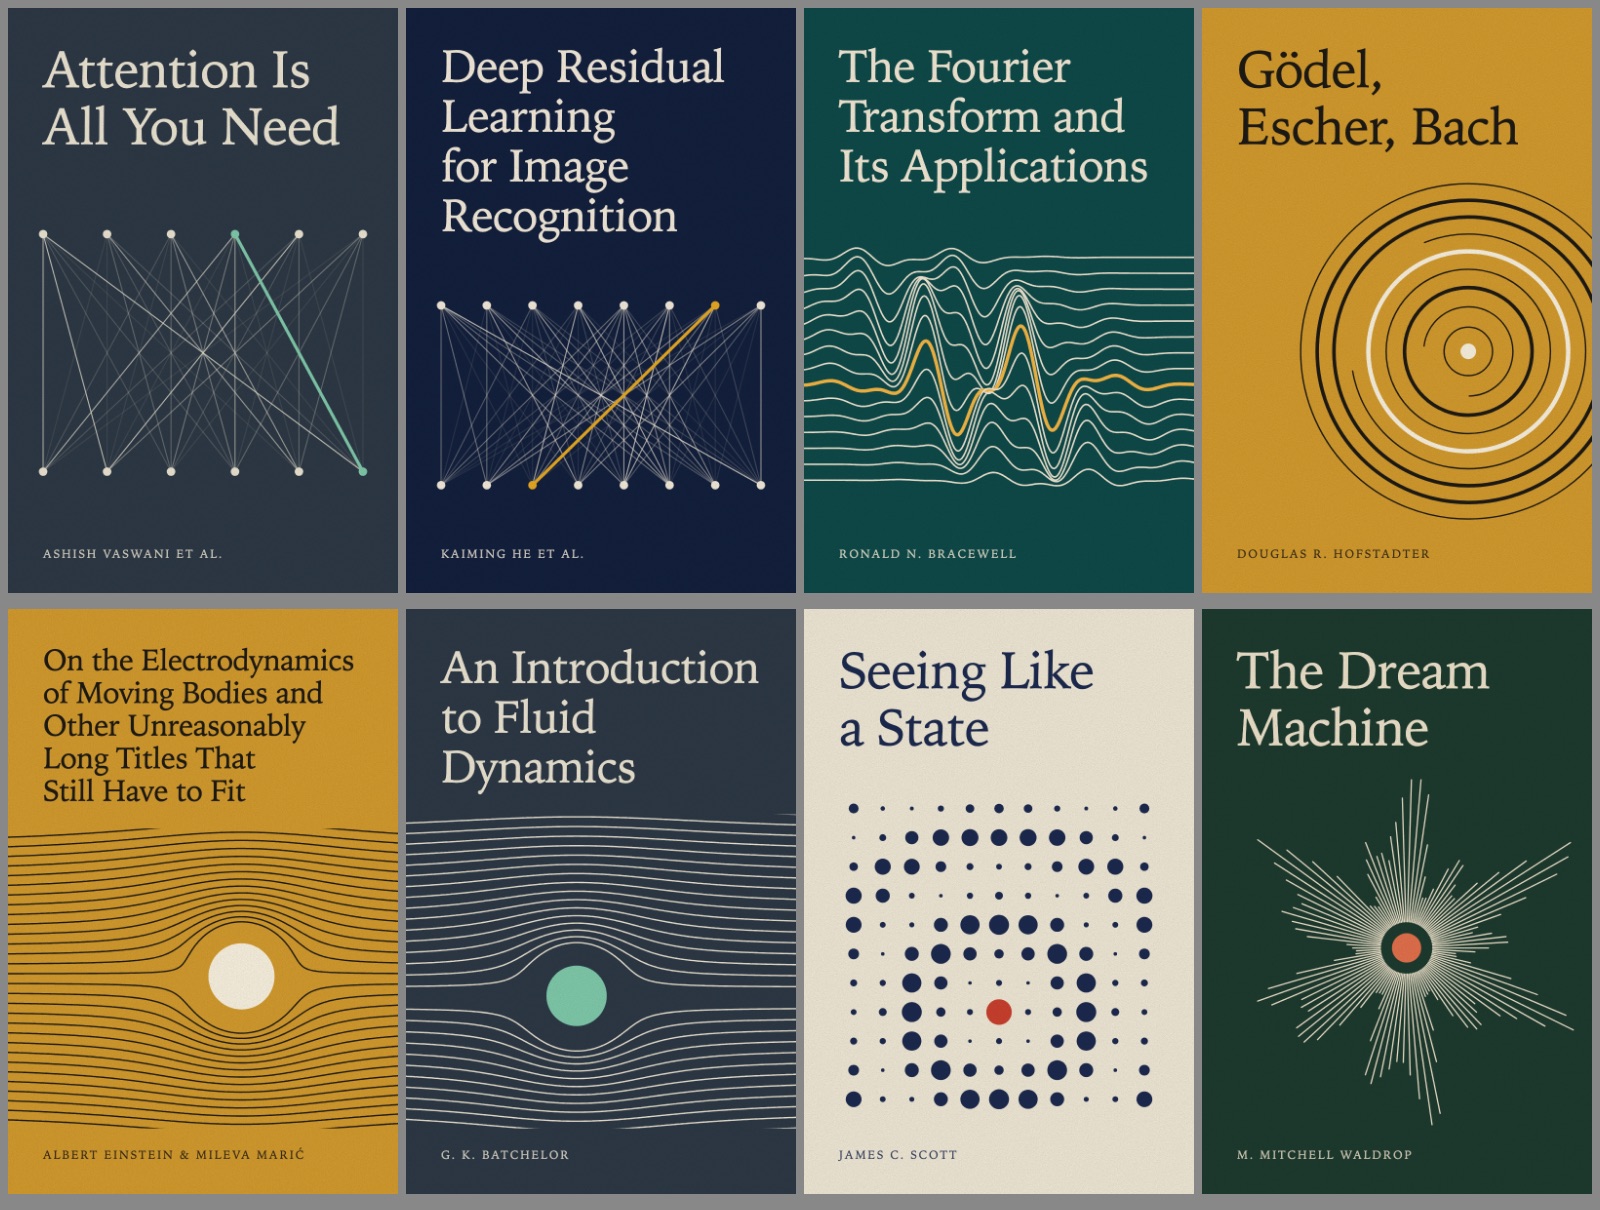 Attention Is
All You Need
ASHISH VASWANI ET AL.
Deep Residual
Learning
for Image
Recognition
KAIMING HE ET AL.
The Fourier
Transform and
Its Applications
RONALD N. BRACEWELL
Gödel,
Escher, Bach
DOUGLAS R. HOFSTADTER
On the Electrodynamics
of Moving Bodies and
Other Unreasonably
Long Titles That
Still Have to Fit
ALBERT EINSTEIN & MILEVA MARIĆ
An Introduction
to Fluid
Dynamics
G. K. BATCHELOR
Seeing Like
a State
JAMES C. SCOTT
The Dream
Machine
M. MITCHELL WALDROP